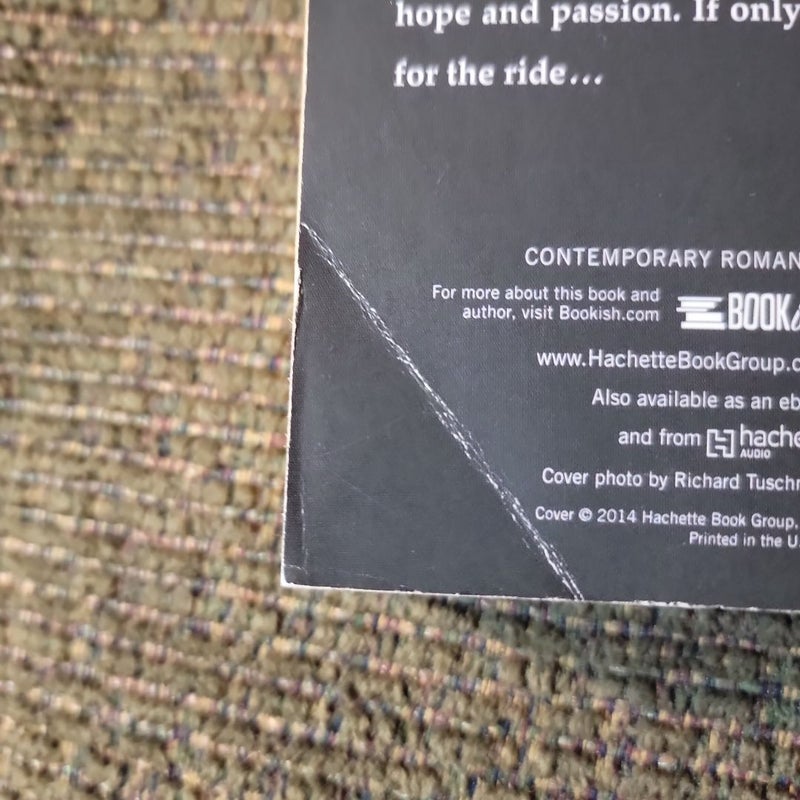 hope and passion. If only
for the ride...
CONTEMPORARY ROMAN
For more about this book and
author, visit Bookish.com
BOOK
www.HachetteBookGroup.c
Also available as an eb
and from hache
AUDIO
Cover photo by Richard Tuschm
Cover © 2014 Hachette Book Group,
Printed in the U.